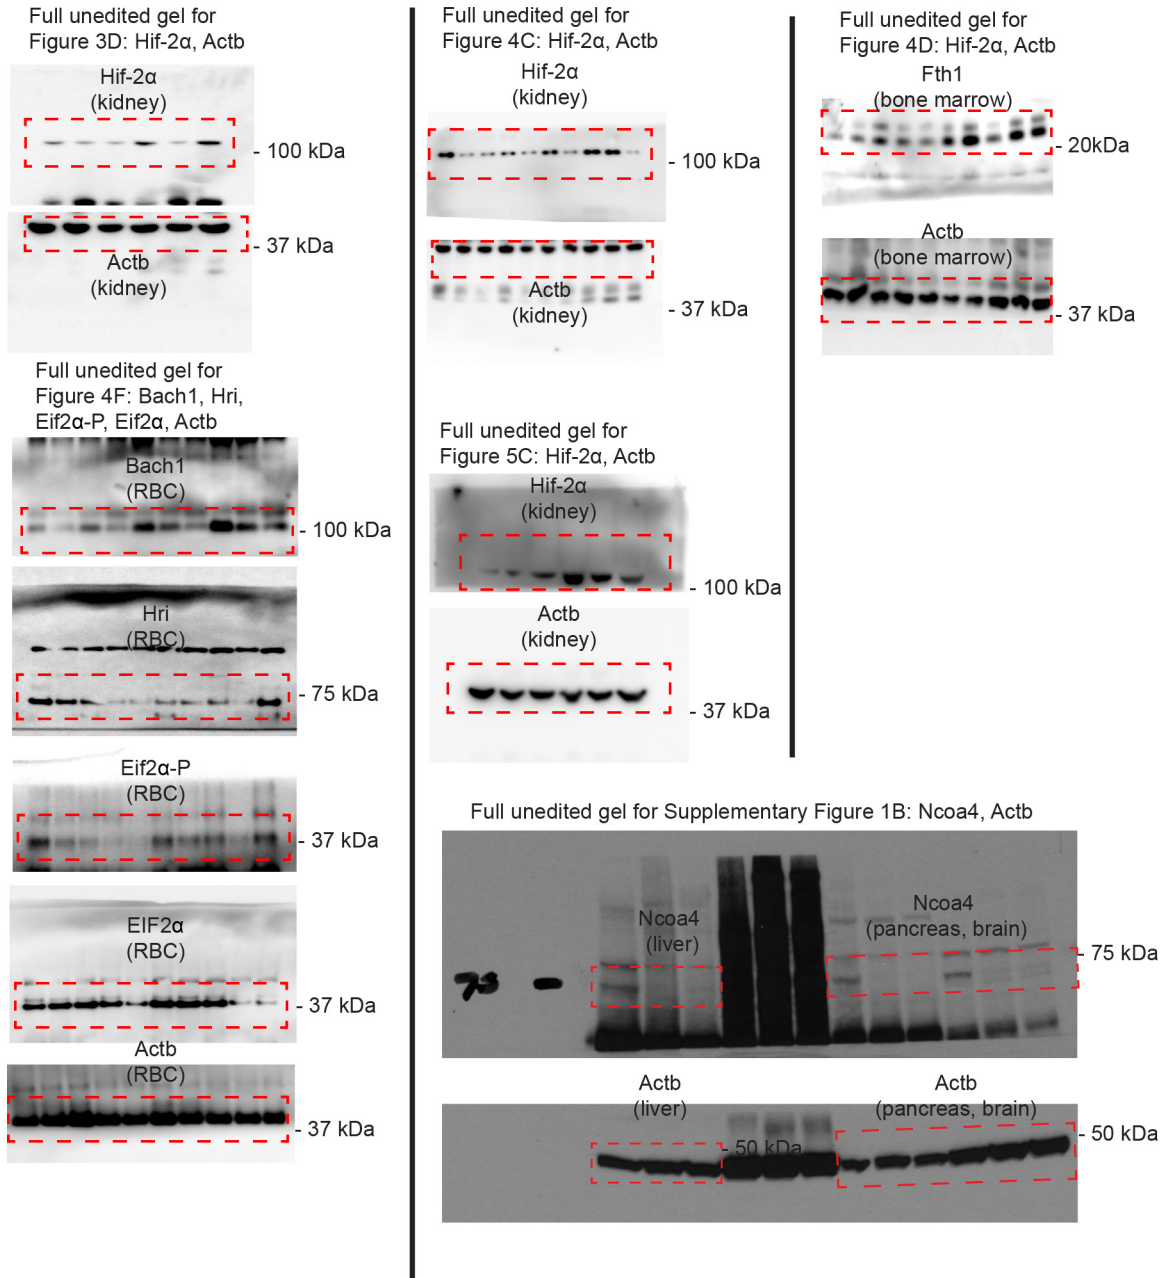 Full unedited gel for
Figure 3D: Hif-2α, Actb
Hif-2α
(kidney)
- 100 kDa
- 37 kDa
Actb
(kidney)
Full unedited gel for
Figure 4F: Bach1, Hri,
Eif2α-P, Eif2α, Actb
Bach1
(RBC)
- 100 kDa
Hri
(RBC)
- 75 kDa
Eif2α-P
(RBC)
- 37 kDa
EIF2α
(RBC)
- 37 kDa
Actb
(RBC)
- 37 kDa
Full unedited gel for
Figure 4C: Hif-2α, Actb
Hif-2α
(kidney)
- 100 kDa
Actb
(kidney)
- 37 kDa
Full unedited gel for
Figure 5C: Hif-2α, Actb
Hif-2α
(kidney)
- 100 kDa
Actb
(kidney)
- 37 kDa
Full unedited gel for
Figure 4D: Hif-2α, Actb
Fth1
(bone marrow)
- 20kDa
Actb
(bone marrow)
- 37 kDa
Full unedited gel for Supplementary Figure 1B: Ncoa4, Actb
Ncoa4
(liver)
Ncoa4
(pancreas, brain)
- 75 kDa
Actb
(liver)
Actb
(pancreas, brain)
- 50 kDa
- 50 kDa